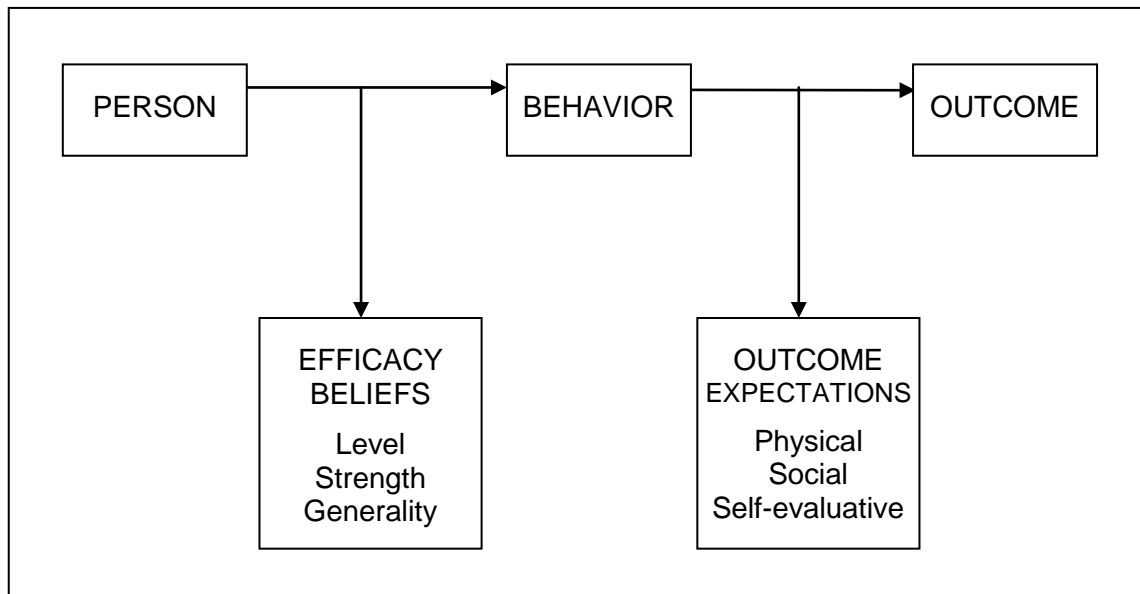 PERSON
BEHAVIOR
OUTCOME
EFFICACY
BELIEFS
Level
Strength
Generality
OUTCOME
EXPECTATIONS
Physical
Social
Self-evaluative